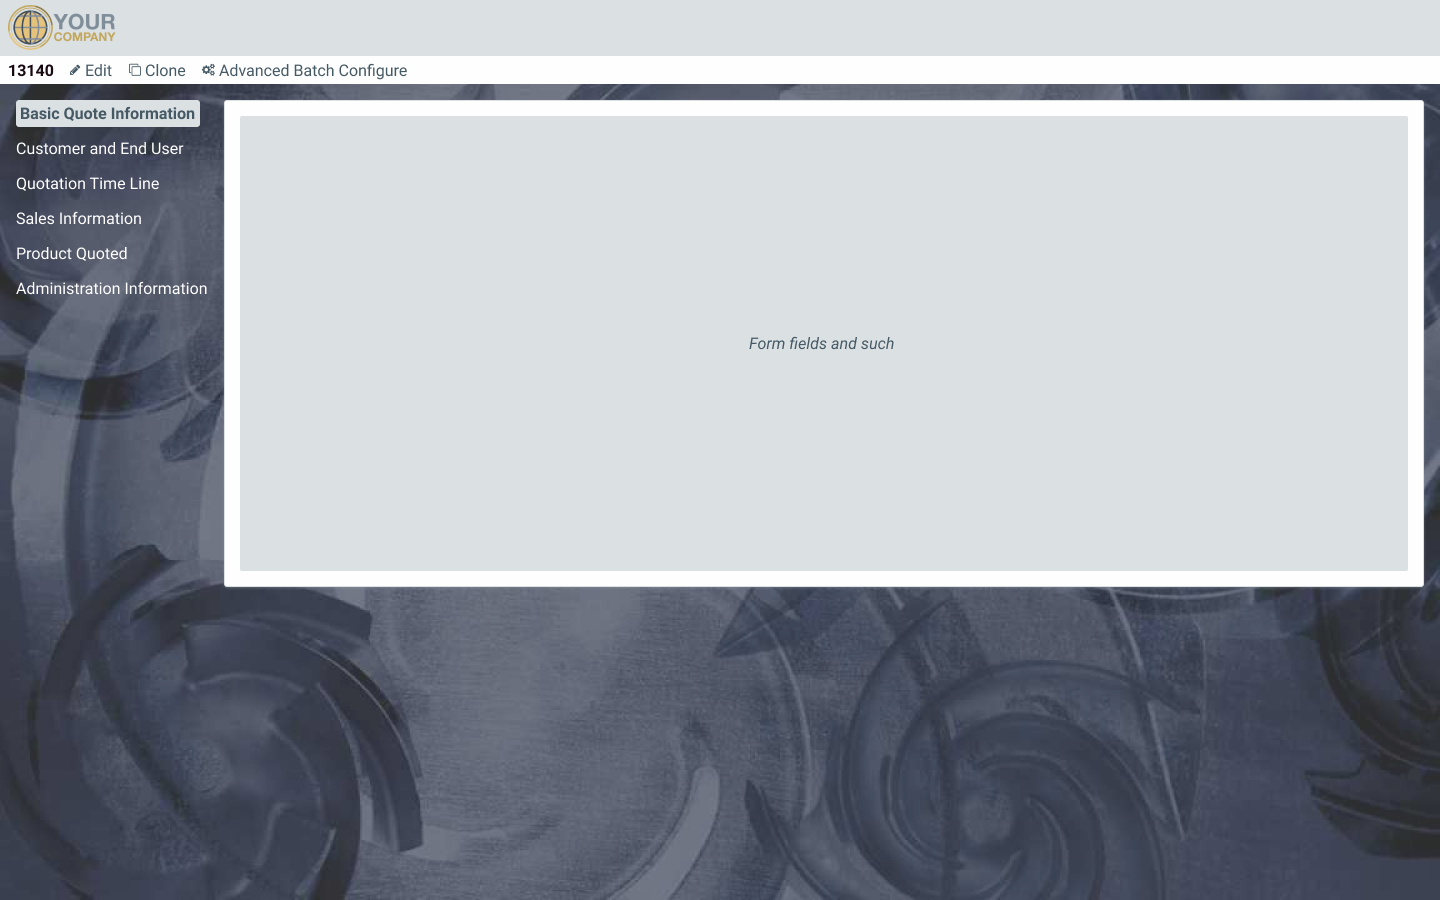 YOUR
COMPANY
13140 Edit Clone Advanced Batch Configure
Basic Quote Information
Customer and End User
Quotation Time Line
Sales Information
Product Quoted
Administration Information
Form fields and such